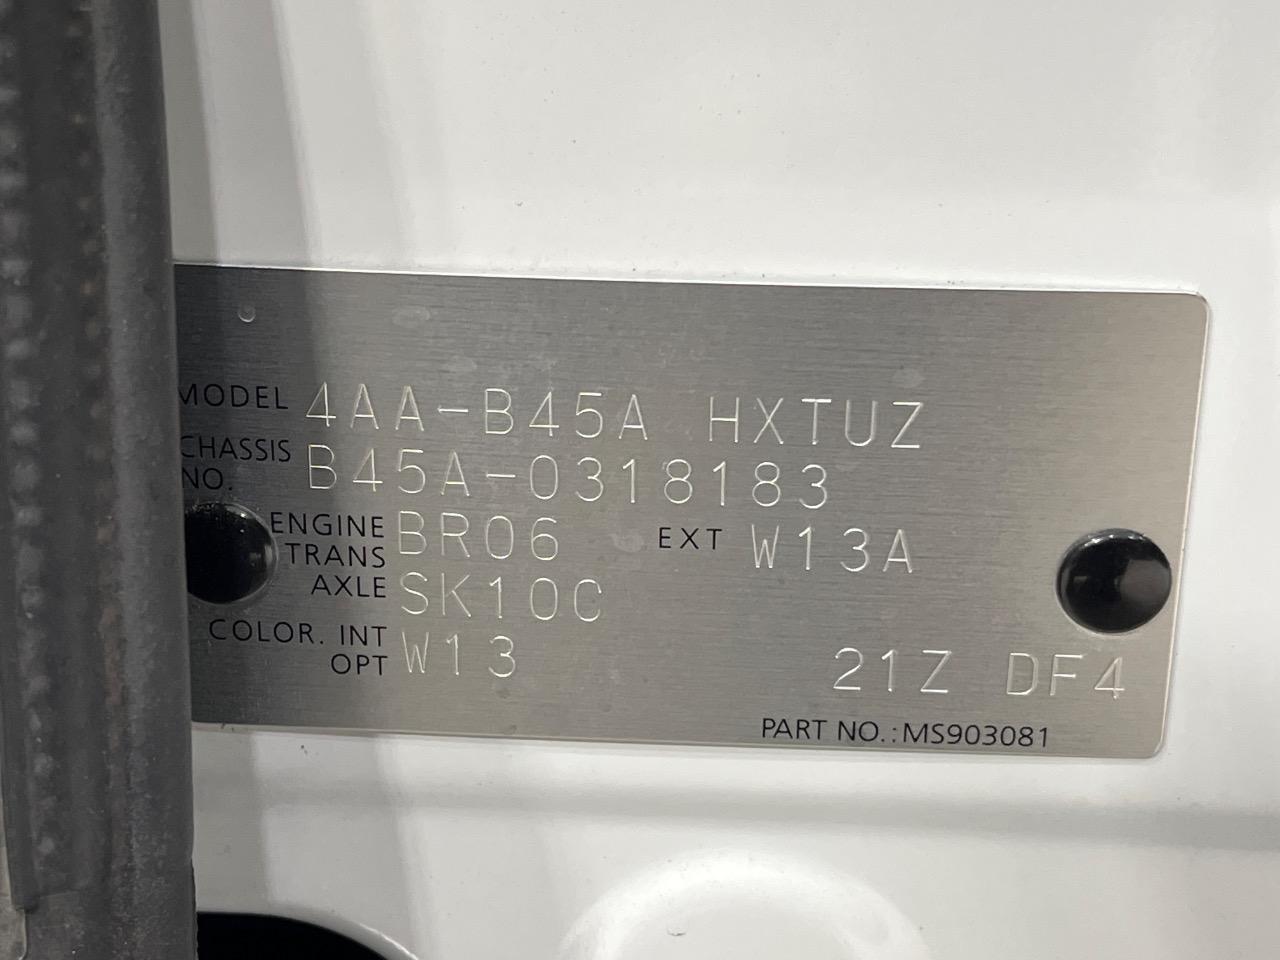 MODEL 4AA-B45A HXTUZ
CHASSIS NO. B45A-0318183
ENGINE BR06 EXT W13A
TRANS AXLE SK10C
COLOR. INT OPT W13
21Z DF4
PART NO.:MS903081